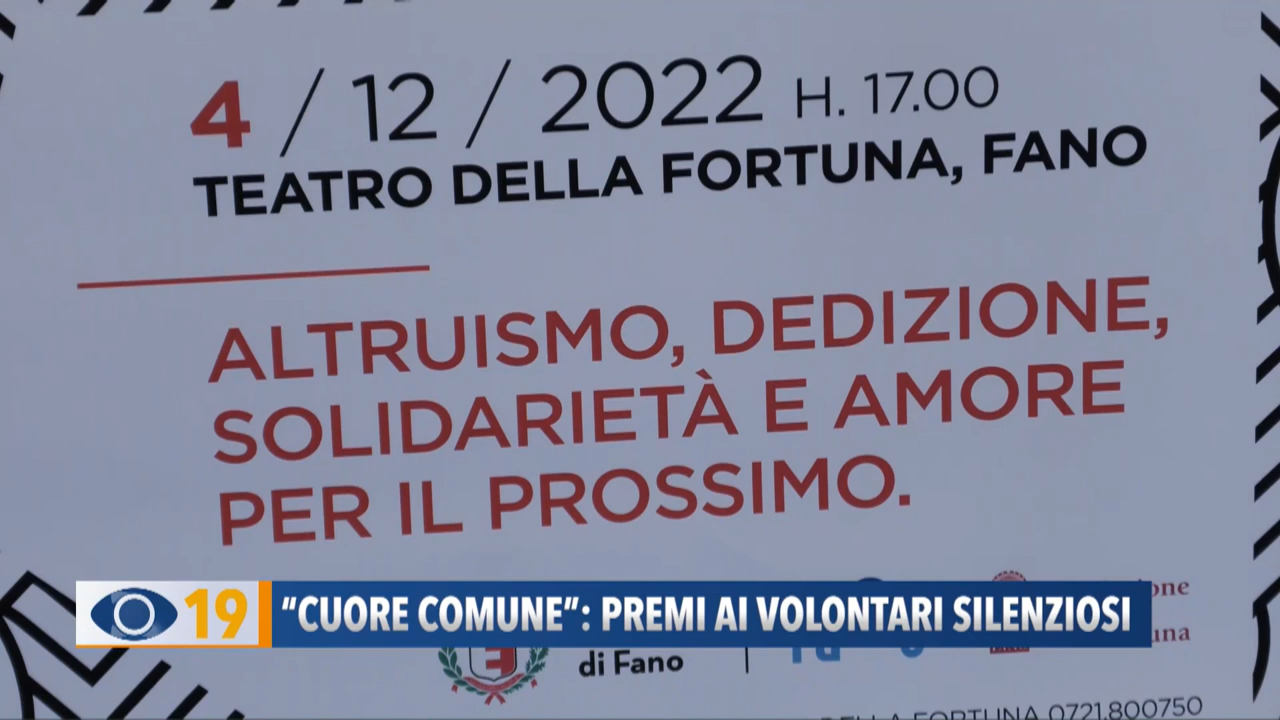 4 / 12 / 2022 H. 17.00
TEATRO DELLA FORTUNA, FANO
ALTRUISMO, DEDIZIONE,
SOLIDARIETÀ E AMORE
PER IL PROSSIMO.
19 "CUORE COMUNE": PREMI AI VOLONTARI SILENZIOSI
di Fano
FORTUNA 0721.800750